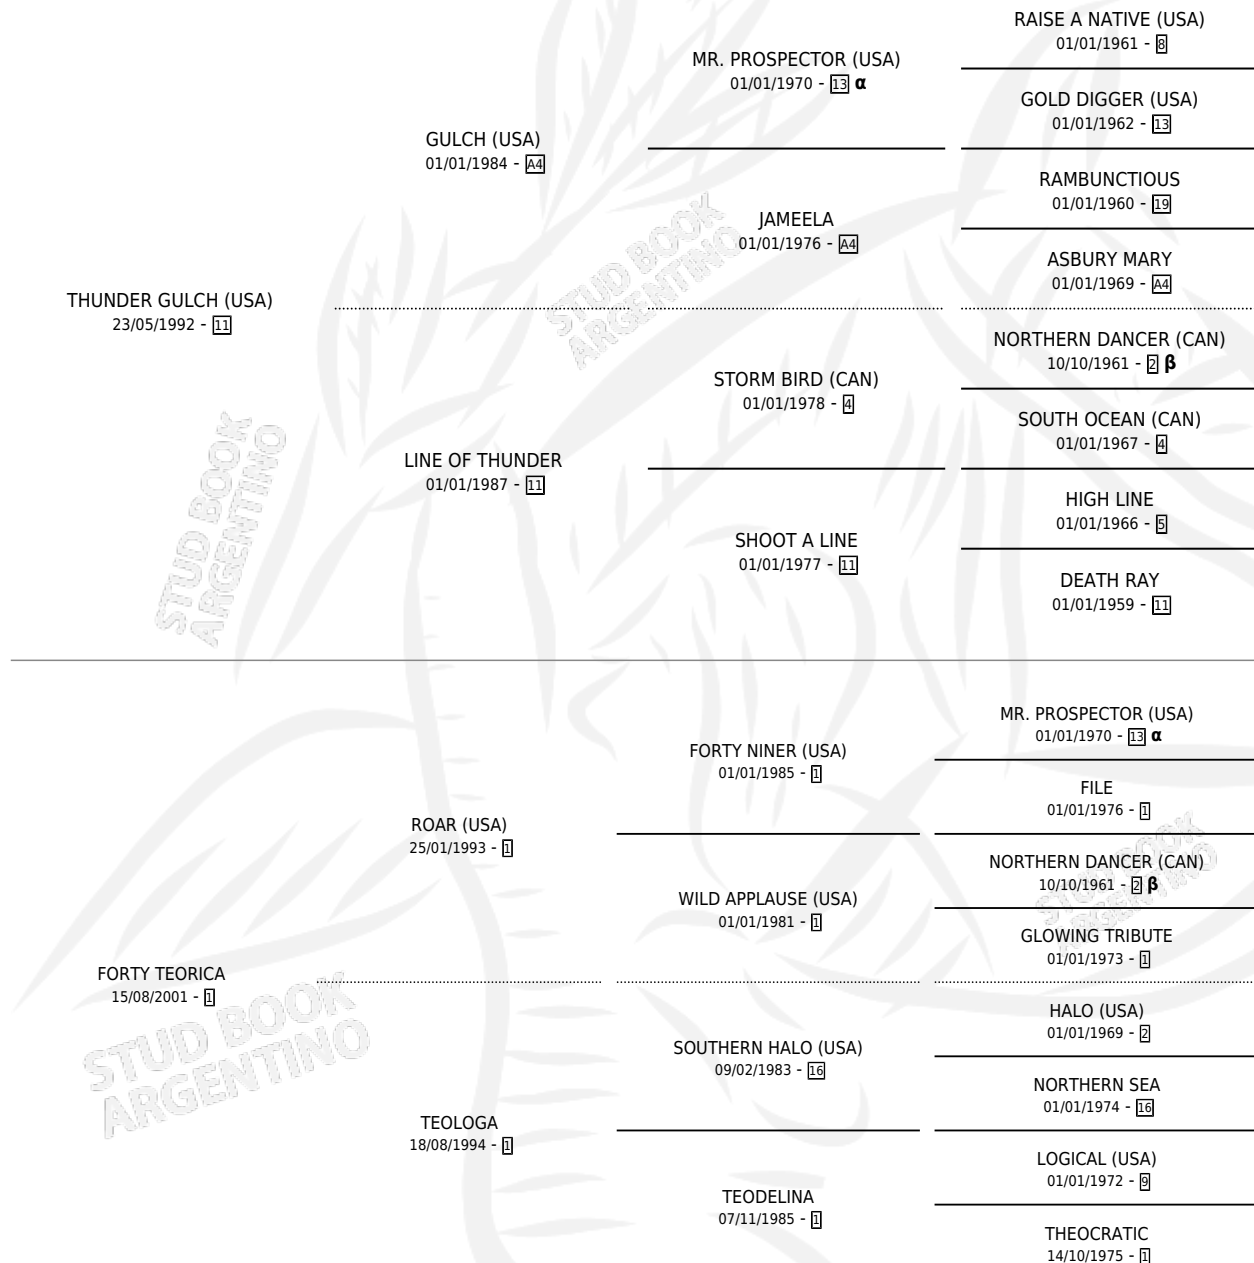 RAISE A NATIVE (USA)
01/01/1961 - 8
MR. PROSPECTOR (USA)
01/01/1970 - 13 α
GOLD DIGGER (USA)
01/01/1962 - 13
GULCH (USA)
01/01/1984 - A4
RAMBUNCTIOUS
01/01/1960 - 19
JAMEELA
01/01/1976 - A4
ASBURY MARY
01/01/1969 - A4
THUNDER GULCH (USA)
23/05/1992 - 11
NORTHERN DANCER (CAN)
10/10/1961 - 2 β
STORM BIRD (CAN)
01/01/1978 - 4
SOUTH OCEAN (CAN)
01/01/1967 - 4
LINE OF THUNDER
01/01/1987 - 11
HIGH LINE
01/01/1966 - 5
SHOOT A LINE
01/01/1977 - 11
DEATH RAY
01/01/1959 - 11
MR. PROSPECTOR (USA)
01/01/1970 - 13 α
FORTY NINER (USA)
01/01/1985 - 1
FILE
01/01/1976 - 1
ROAR (USA)
25/01/1993 - 1
NORTHERN DANCER (CAN)
10/10/1961 - 2 β
WILD APPLAUSE (USA)
01/01/1981 - 1
GLOWING TRIBUTE
01/01/1973 - 1
FORTY TEORICA
15/08/2001 - 1
HALO (USA)
01/01/1969 - 2
SOUTHERN HALO (USA)
09/02/1983 - 16
NORTHERN SEA
01/01/1974 - 16
TEOLOGA
18/08/1994 - 1
LOGICAL (USA)
01/01/1972 - 9
TEODELINA
07/11/1985 - 1
THEOCRATIC
14/10/1975 - 1
STUD BOOK
ARGENTINO
STUD BOOK
ARGENTINO
STUD BOOK
ARGENTINO
STUD BOOK
ARGENTINO